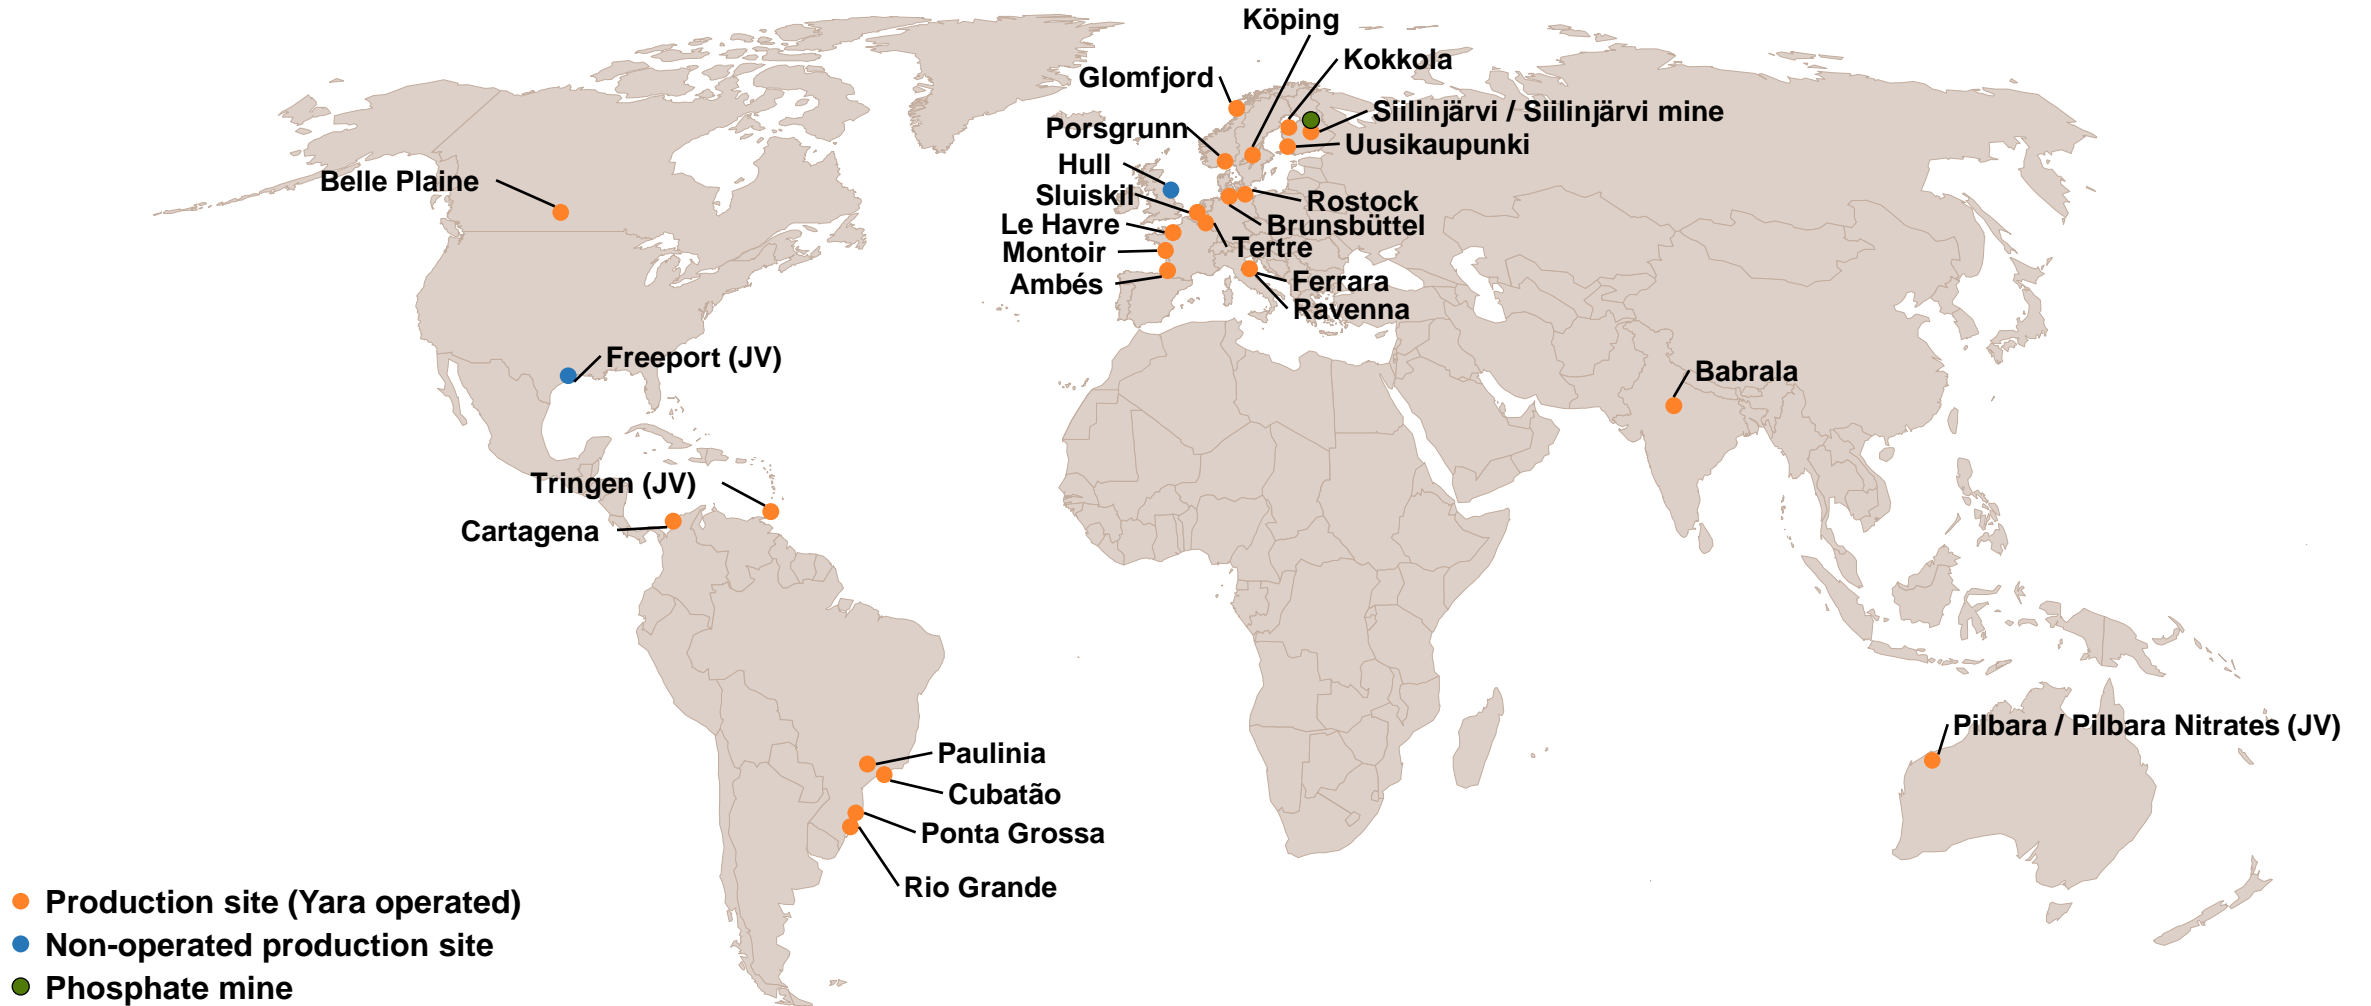 Köping
Kokkola
Glomfjord
Siilinjärvi / Siilinjärvi mine
Porsgrunn
Uusikaupunki
Hull
Belle Plaine
Sluiskil
Rostock
Le Havre
Brunsbüttel
Montoir
Tertre
Ambés
Ferrara
Ravenna
Freeport (JV)
Babrala
Tringen (JV)
Cartagena
Pilbara / Pilbara Nitrates (JV)
Paulinia
Cubatão
Ponta Grossa
Rio Grande
Production site (Yara operated)
Non-operated production site
Phosphate mine